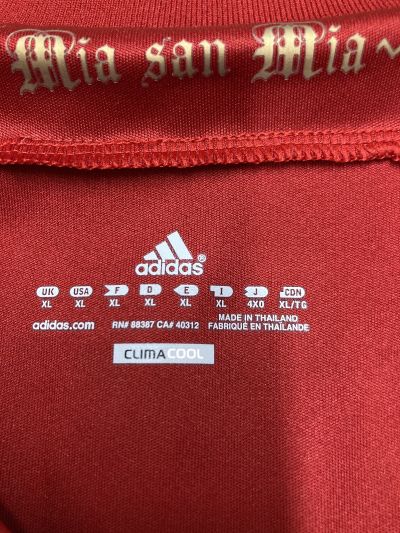 Mia san Mia~
adidas®
UK USA F D E I J CDN
XL XL XL XL XL XL 4XO XL/TG
adidas.com RN# 88387 CA# 40312 MADE IN THAILAND
FABRIQUÉ EN THAÏLANDE
CLIMACOOL